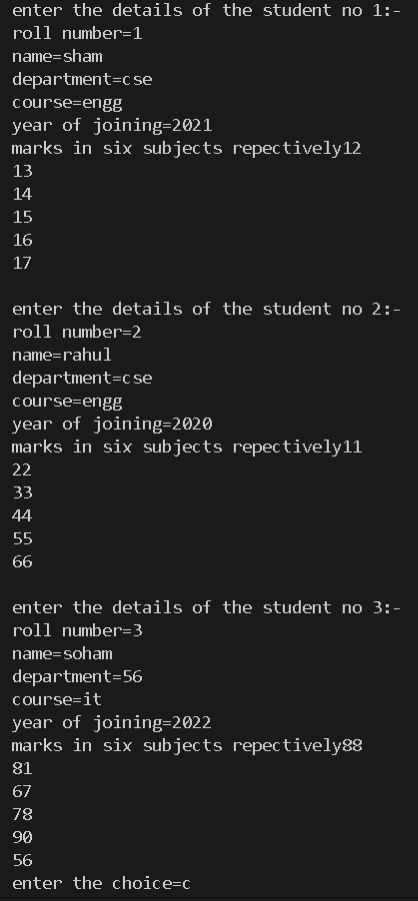 enter the details of the student no 1:-
roll number=1
name=sham
department=cse
course=engg
year of joining=2021
marks in six subjects repectively12
13
14
15
16
17
enter the details of the student no 2:-
roll number=2
name=rahul
department=cse
course=engg
year of joining=2020
marks in six subjects repectively11
22
33
44
55
66
enter the details of the student no 3:-
roll number=3
name=soham
department=56
course=it
year of joining=2022
marks in six subjects repectively88
81
67
78
90
56
enter the choice=c